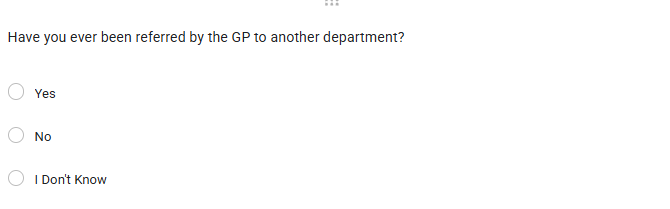 Have you ever been referred by the GP to another department?
Yes
No
I Don't Know